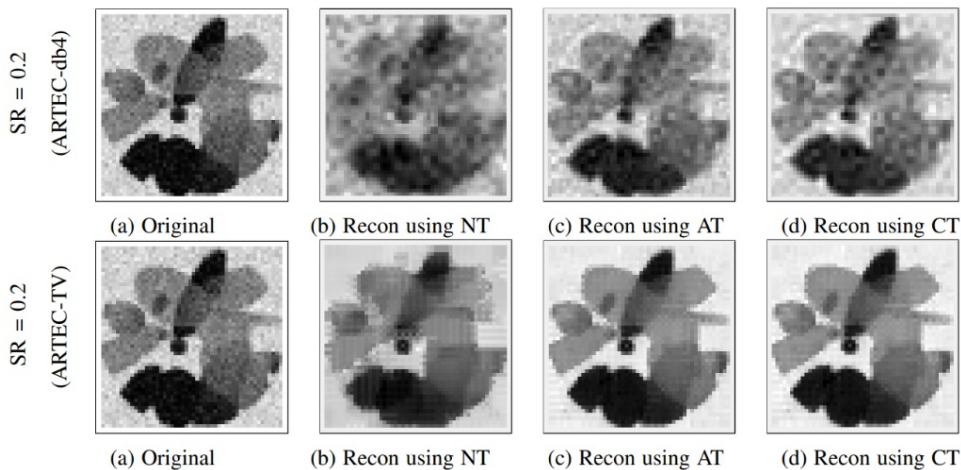 SR = 0.2
(ARTEC-db4)
(a) Original
(b) Recon using NT
(c) Recon using AT
(d) Recon using CT
SR = 0.2
(ARTEC-TV)
(a) Original
(b) Recon using NT
(c) Recon using AT
(d) Recon using CT